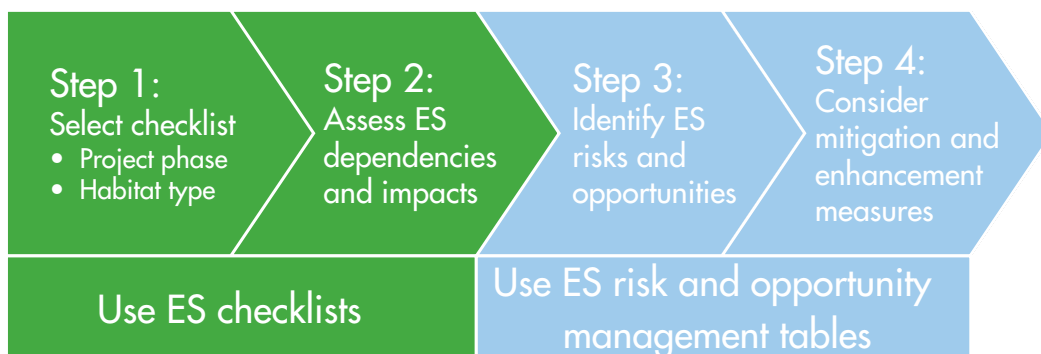 Step 1:
Select checklist
• Project phase
• Habitat type
Step 2:
Assess ES
dependencies
and impacts
Step 3:
Identify ES
risks and
opportunities
Step 4:
Consider
mitigation and
enhancement
measures
Use ES checklists
Use ES risk and opportunity
management tables